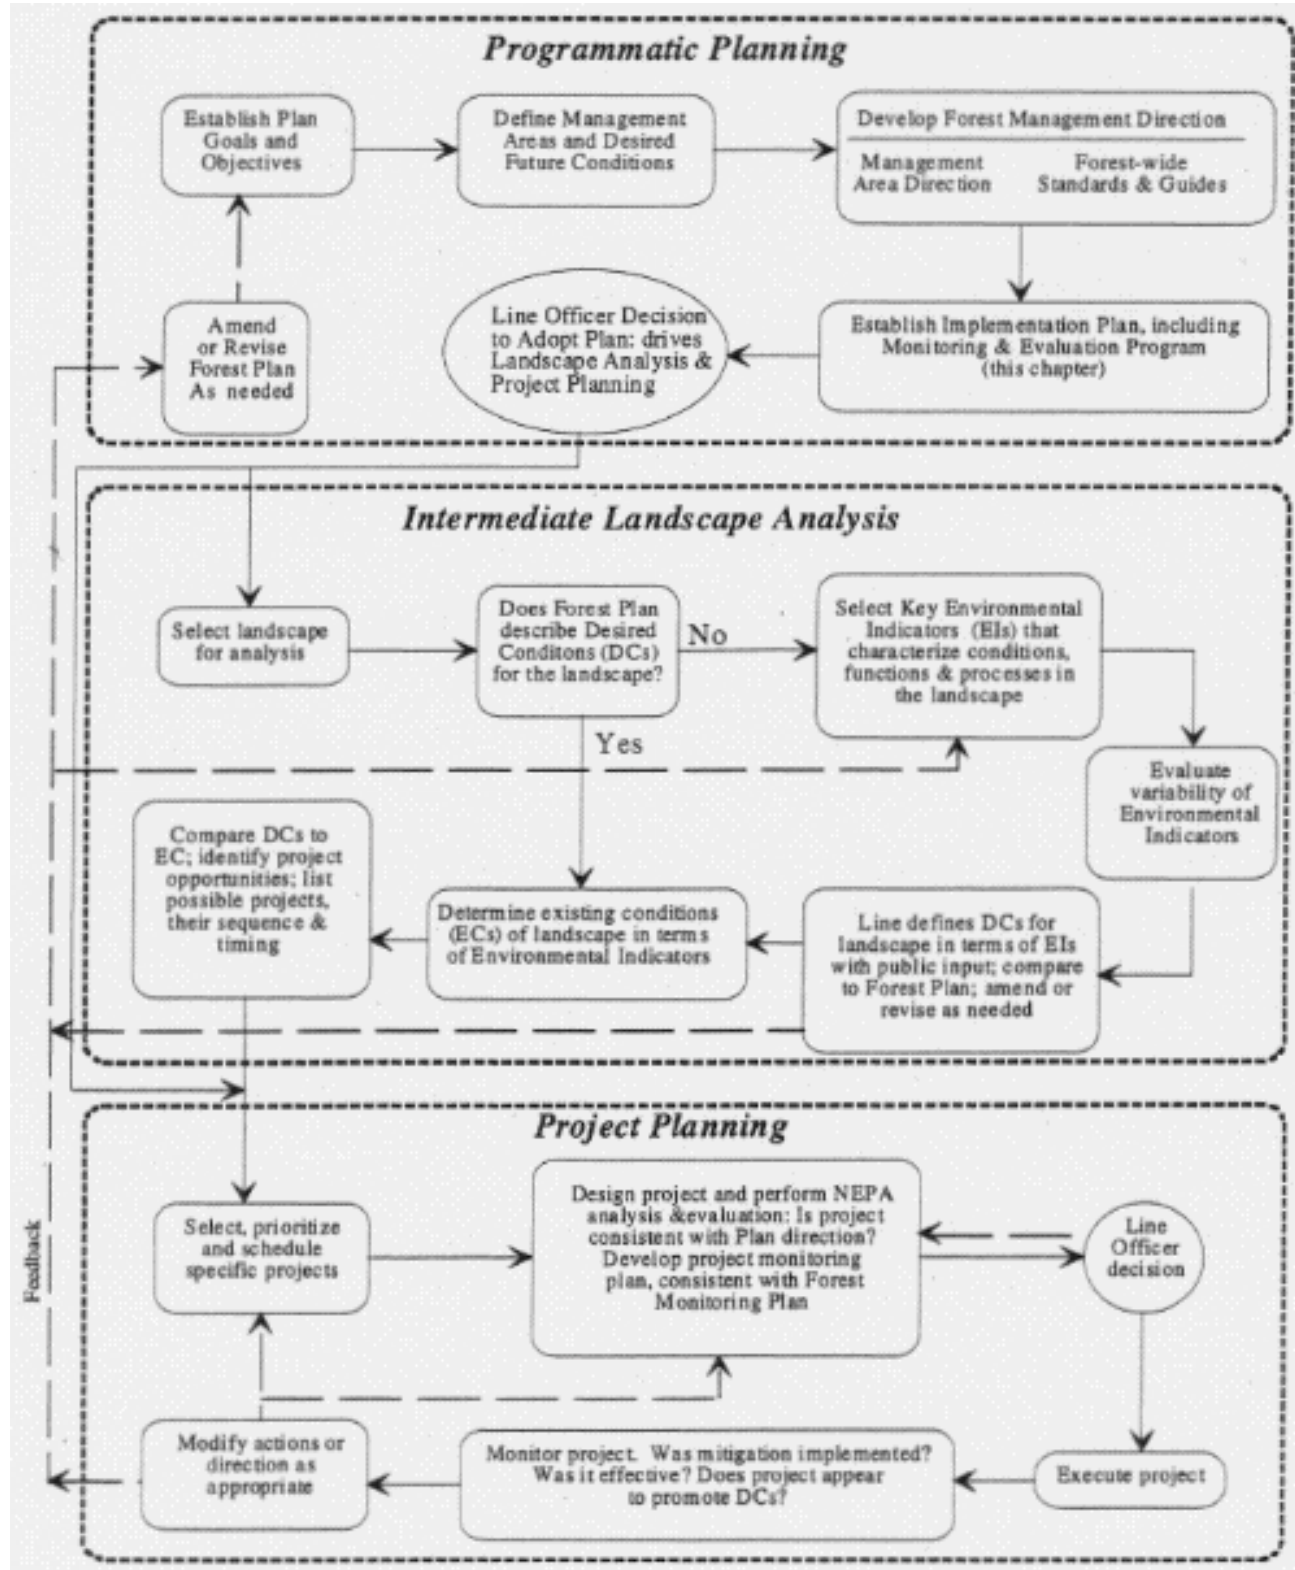 Programmatic Planning
Establish Plan
Goals and
Objectives
Define Management
Areas and Desired
Future Conditions
Develop Forest Management Direction
Management
Area Direction
Forest-wide
Standards & Guides
Amend
or Revise
Forest Plan
As needed
Line Officer Decision
to Adopt Plan: drives
Landscape Analysis &
Project Planning
Establish Implementation Plan, including
Monitoring & Evaluation Program
(this chapter)
Intermediate Landscape Analysis
Select landscape
for analysis
Does Forest Plan
describe Desired
Conditons (DCs)
for the landscape?
No
Select Key Environmental
Indicators (EIs) that
characterize conditions,
functions & processes in
the landscape
Yes
Evaluate
variability of
Environmental
Indicators
Compare DCs to
EC; identify project
opportunities; list
possible projects,
their sequence &
timing
Determine existing conditions
(ECs) of landscape in terms
of Environmental Indicators
Line defines DCs for
landscape in terms of EIs
with public input; compare
to Forest Plan; amend or
revise as needed
Project Planning
Select, prioritize
and schedule
specific projects
Design project and perform NEPA
analysis &evaluation: Is project
consistent with Plan direction?
Develop project monitoring
plan, consistent with Forest
Monitoring Plan
Line
Officer
decision
Feedback
Modify actions or
direction as
appropriate
Monitor project. Was mitigation implemented?
Was it effective? Does project appear
to promote DCs?
Execute project